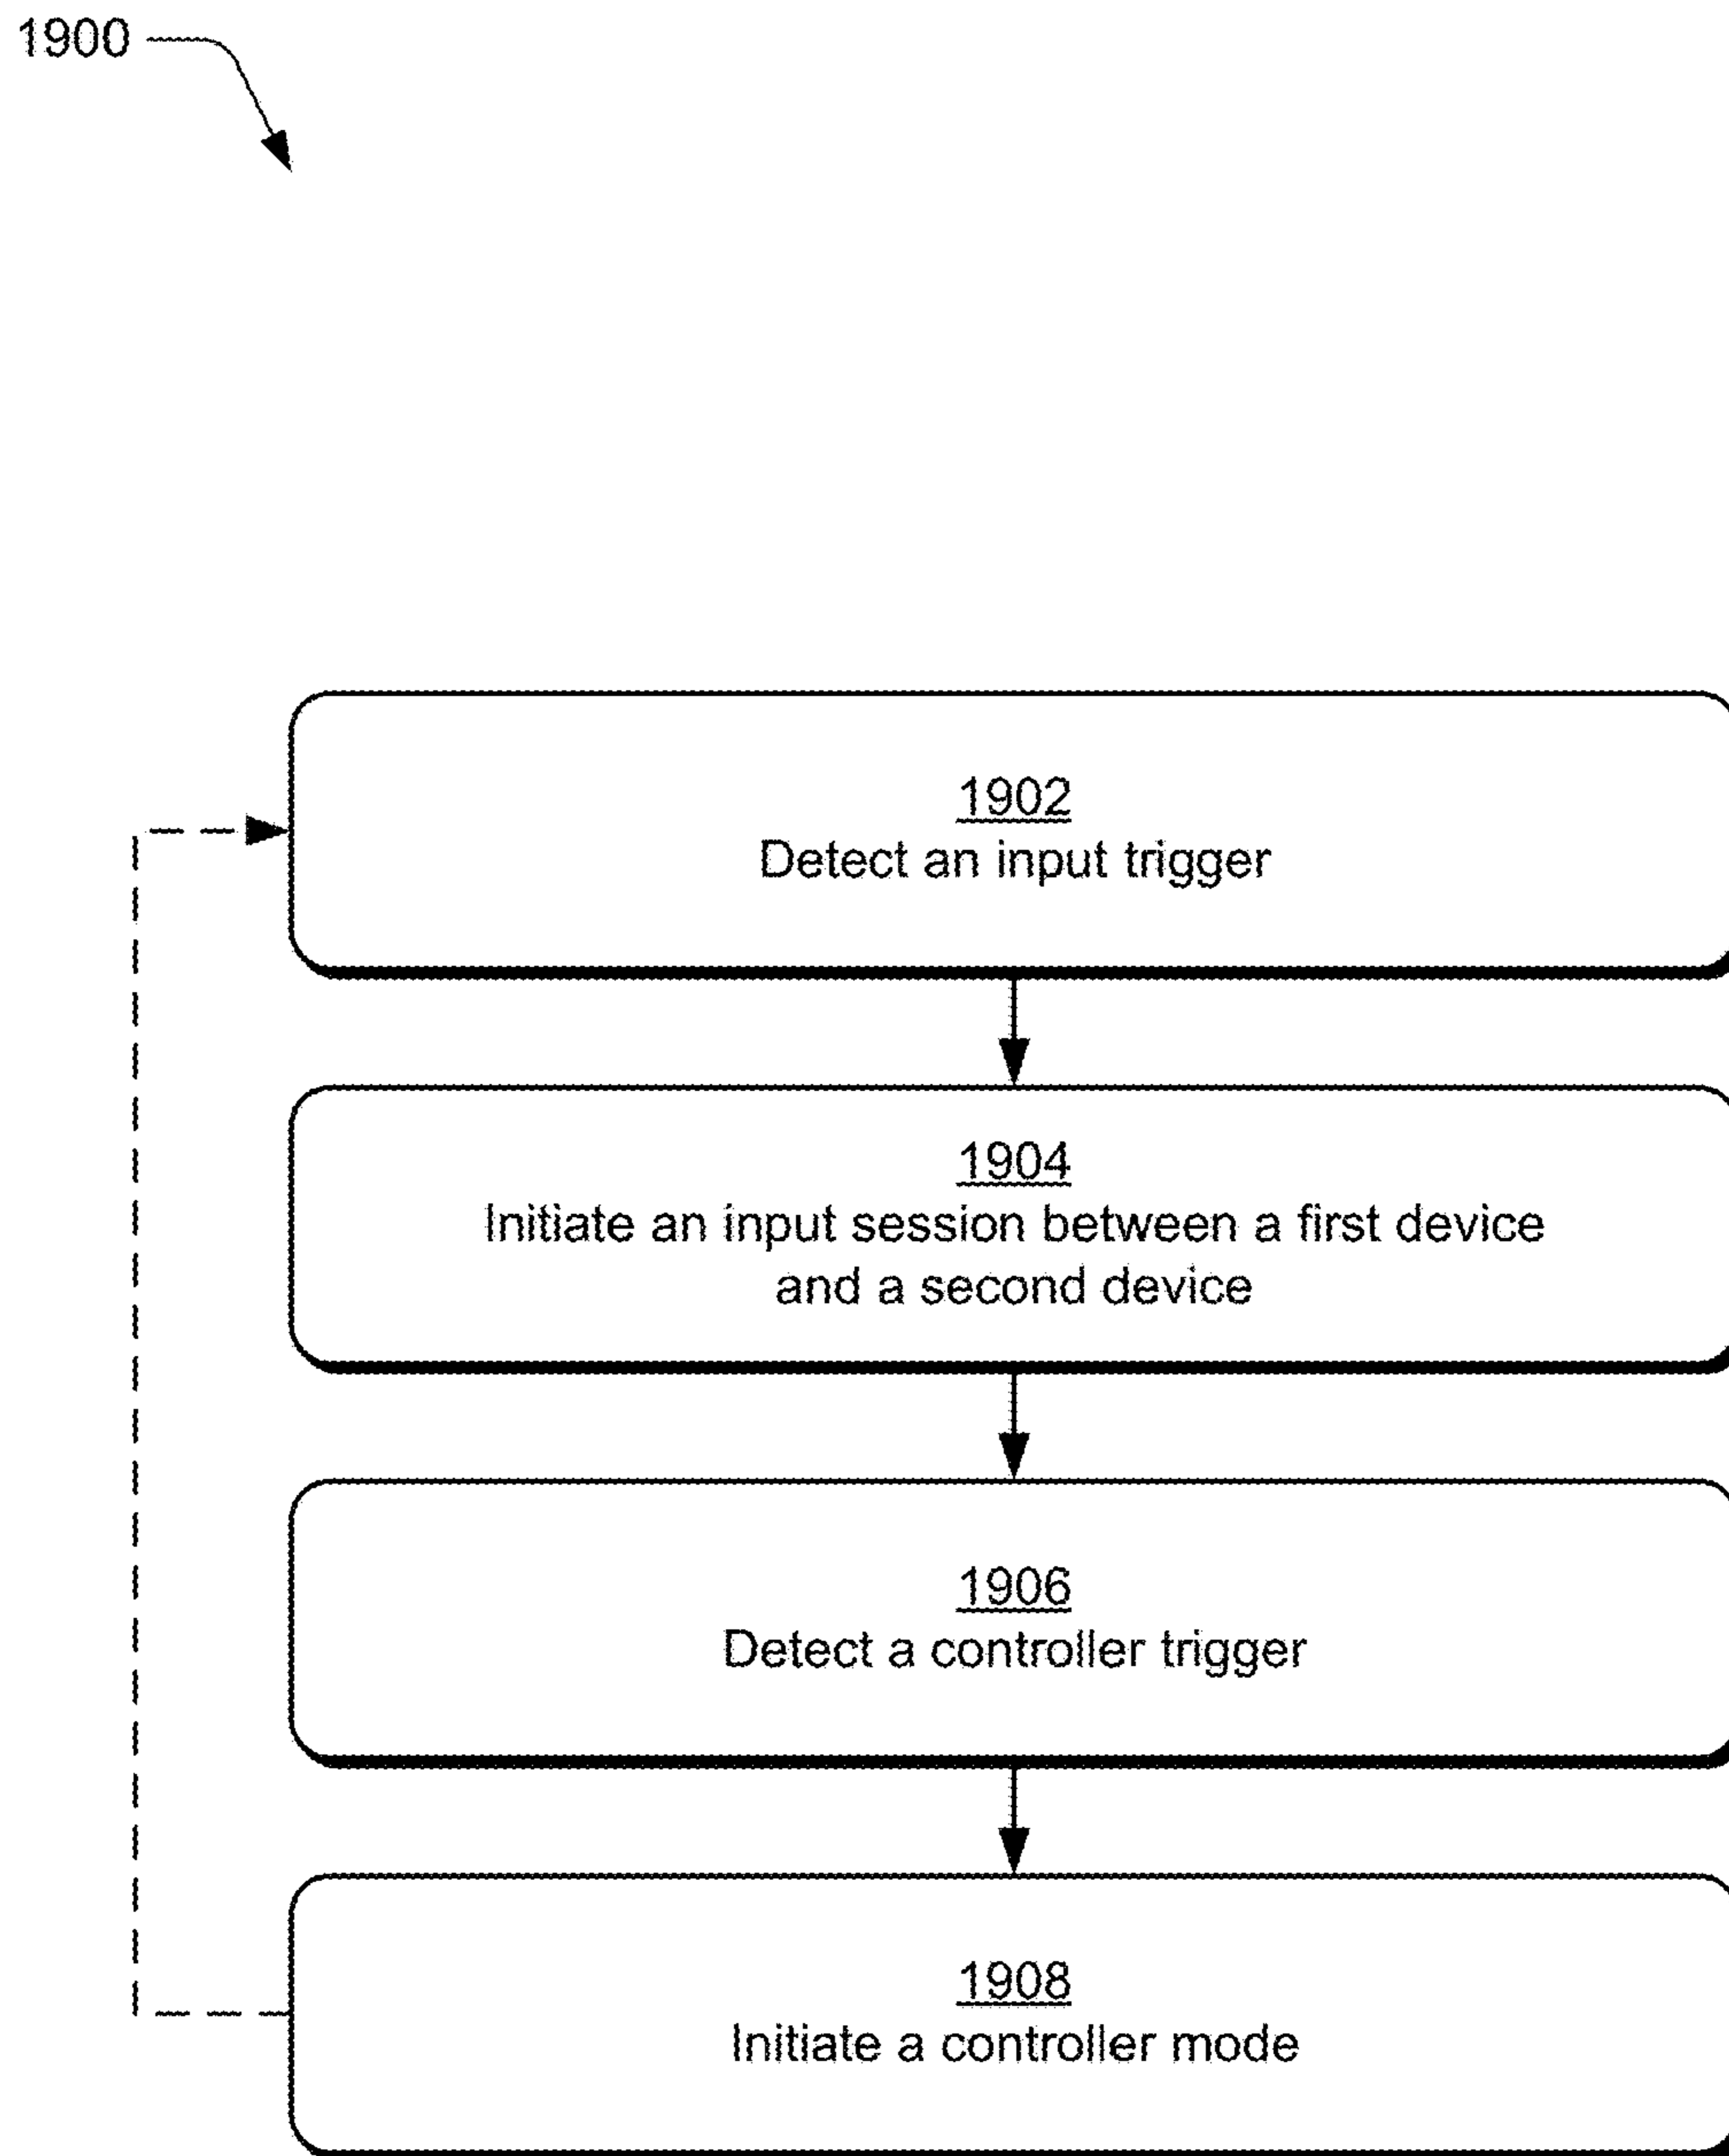 1900
1902
Detect an input trigger
1904
Initiate an input session between a first device
and a second device
1906
Detect a controller trigger
1908
Initiate a controller mode